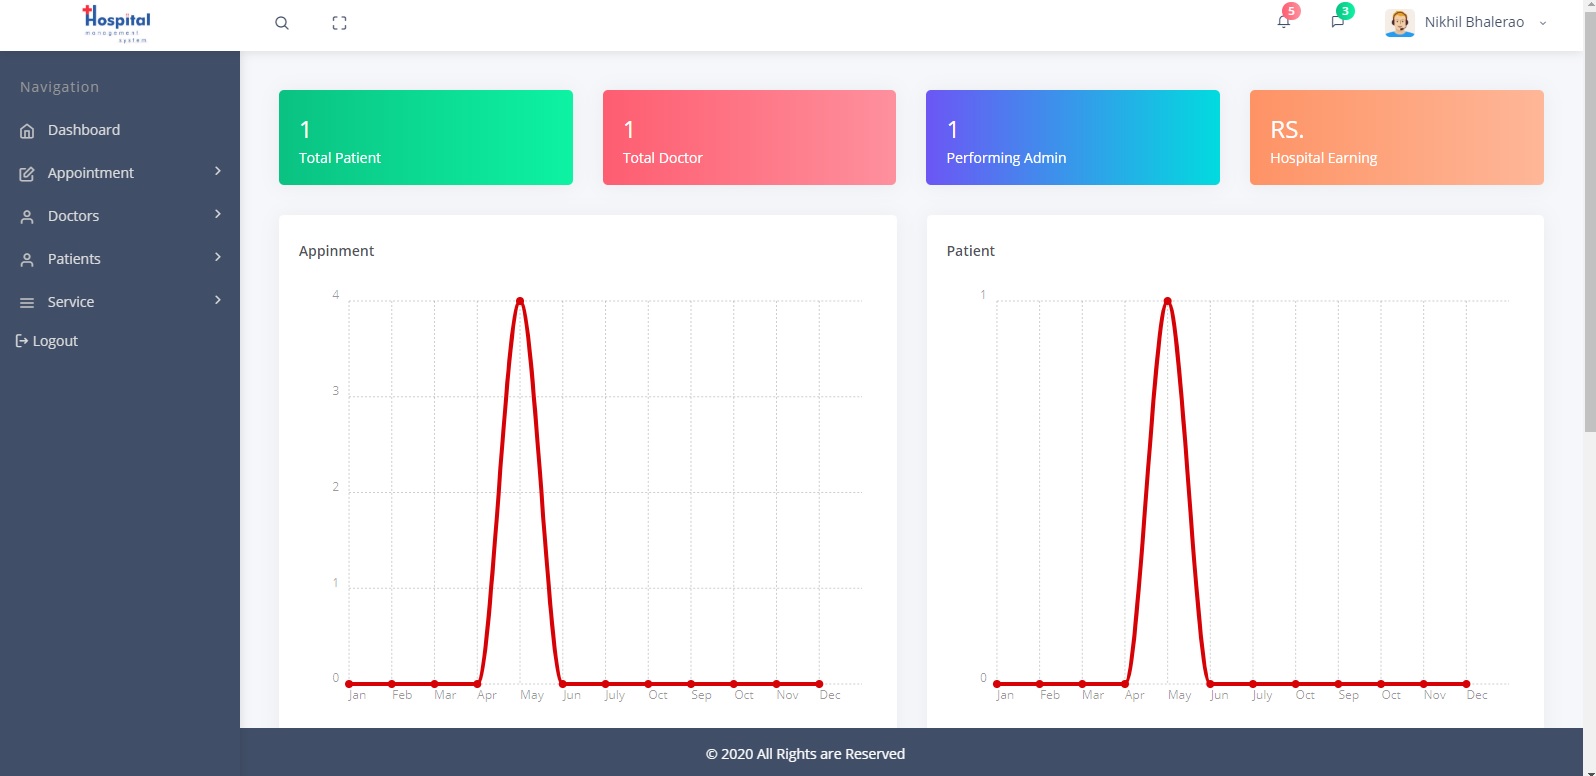 Hospital
management
system
5
3
Nikhil Bhalerao
Navigation
Dashboard
Appointment
Doctors
Patients
Service
Logout
1
Total Patient
1
Total Doctor
1
Performing Admin
RS.
Hospital Earning
Appinment
4
3
2
1
0
Jan Feb Mar Apr May Jun July Oct Sep Oct Nov Dec
Patient
1
0
Jan Feb Mar Apr May Jun July Oct Sep Oct Nov Dec
© 2020 All Rights are Reserved